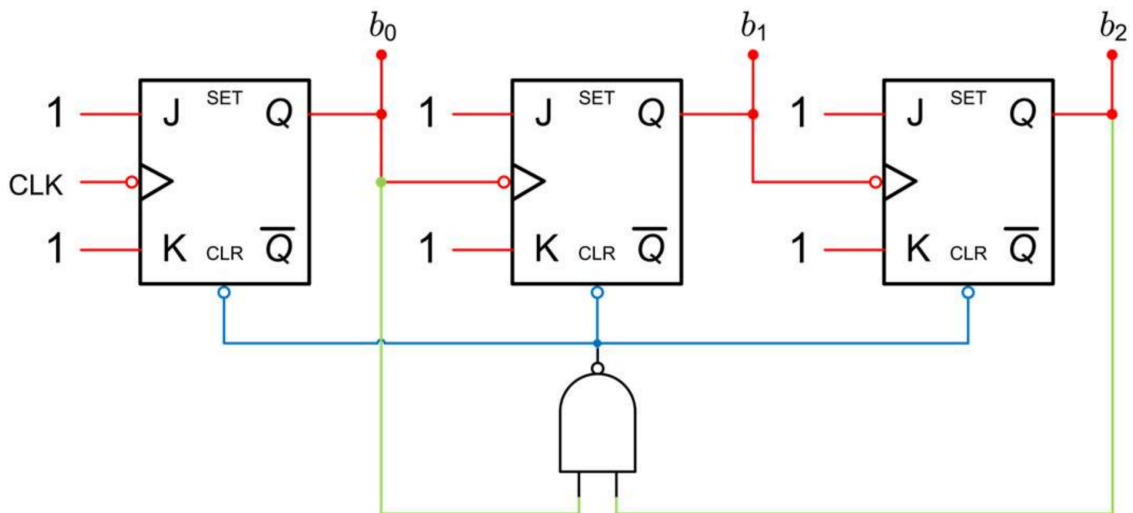 b₀ b₁ b₂
1 J SET Q 1 J SET Q 1 J SET Q
CLK
1 K CLR Q̅ 1 K CLR Q̅ 1 K CLR Q̅